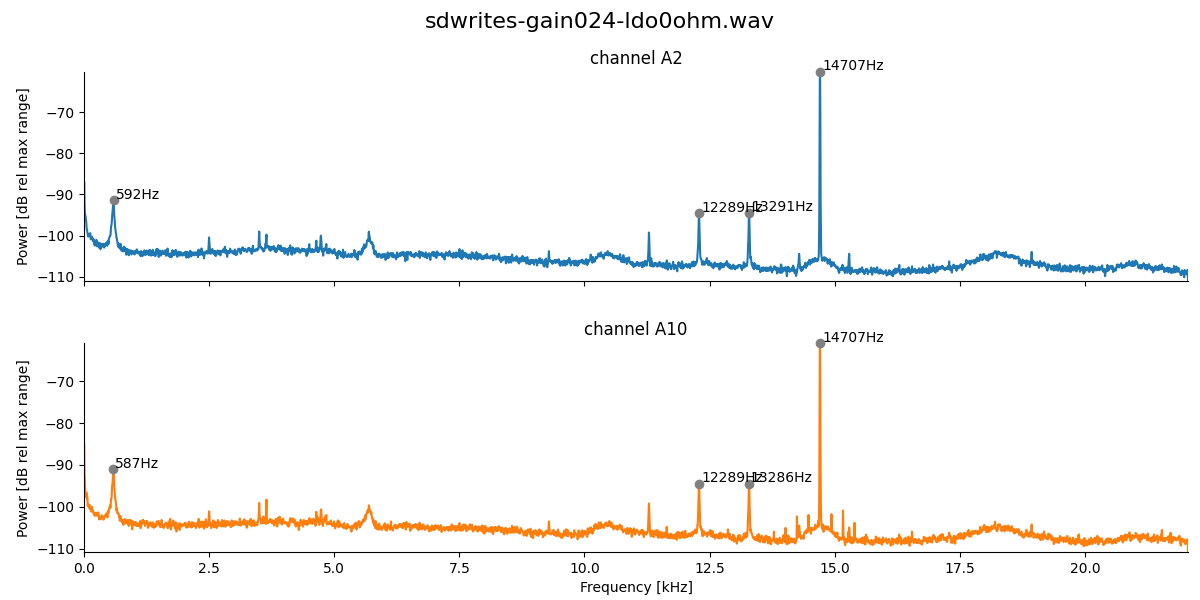 sdwrites-gain024-ldo0ohm.wav
channel A2
Power [dB rel max range]
−70
−80
−90
−100
−110
592Hz
12289Hz
13291Hz
14707Hz
channel A10
Power [dB rel max range]
−70
−80
−90
−100
−110
587Hz
12289Hz
13286Hz
14707Hz
0.0 2.5 5.0 7.5 10.0 12.5 15.0 17.5 20.0
Frequency [kHz]